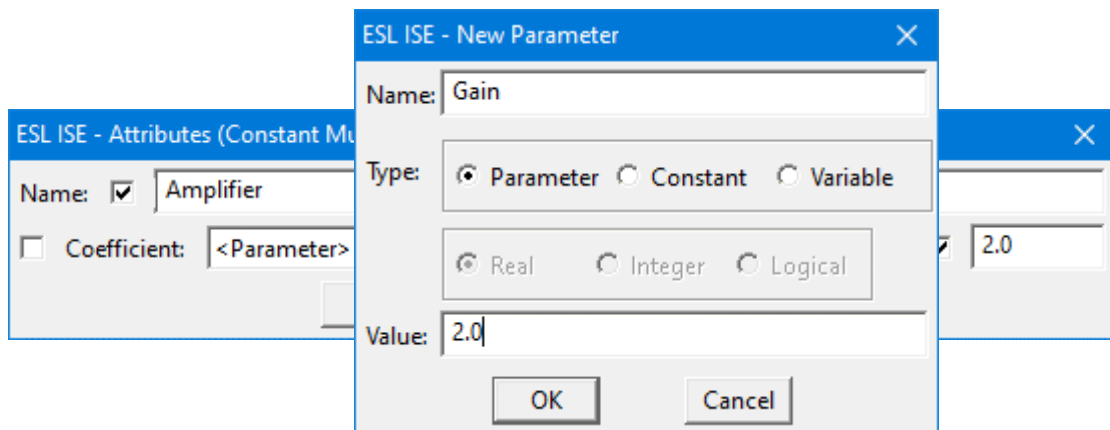 ESL ISE - New Parameter
Name: Gain
Type: Parameter Constant Variable
Real Integer Logical
Value: 2.0
OK Cancel
ESL ISE - Attributes (Constant Mu
Name: Amplifier
Coefficient: <Parameter> 2.0